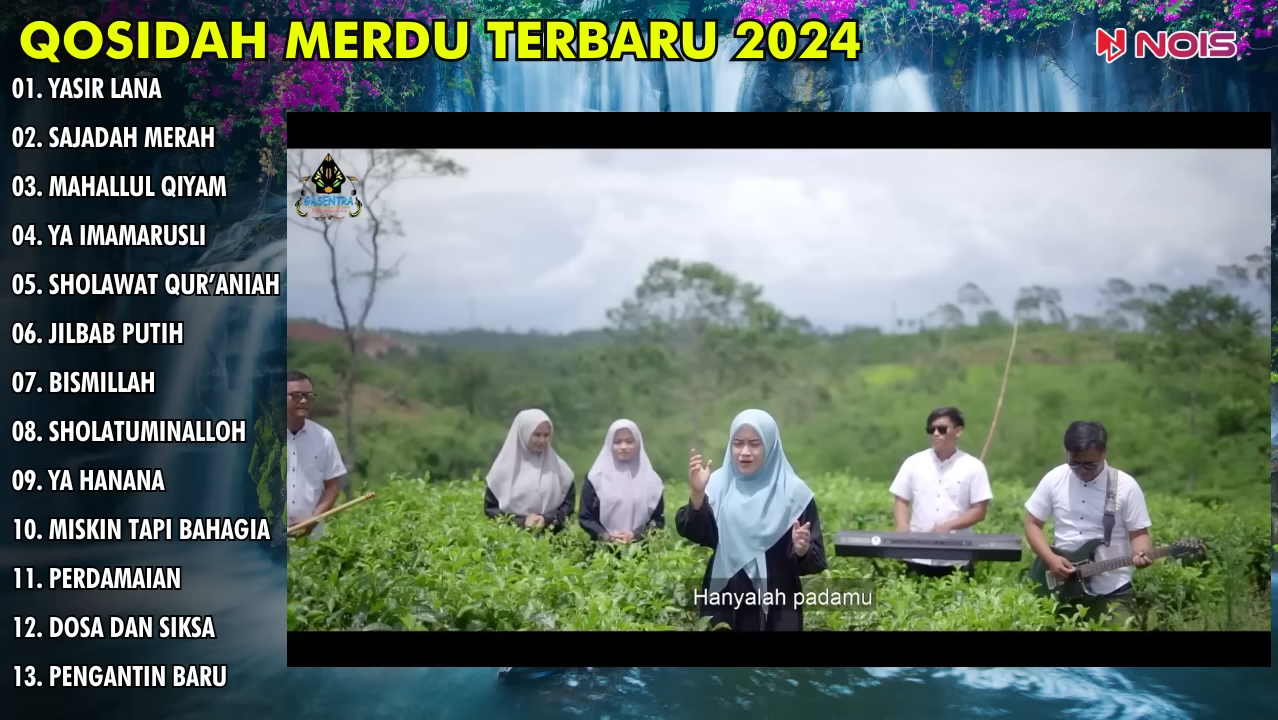 QOSIDAH MERDU TERBARU 2024
NOIS
01. YASIR LANA
02. SAJADAH MERAH
03. MAHALLUL QIYAM
04. YA IMAMARUSLI
05. SHOLAWAT QUR’ANIAH
06. JILBAB PUTIH
07. BISMILLAH
08. SHOLATUMINALLOH
09. YA HANANA
10. MISKIN TAPI BAHAGIA
11. PERDAMAIAN
12. DOSA DAN SIKSA
13. PENGANTIN BARU
GASENTRA
Hanyalah padamu